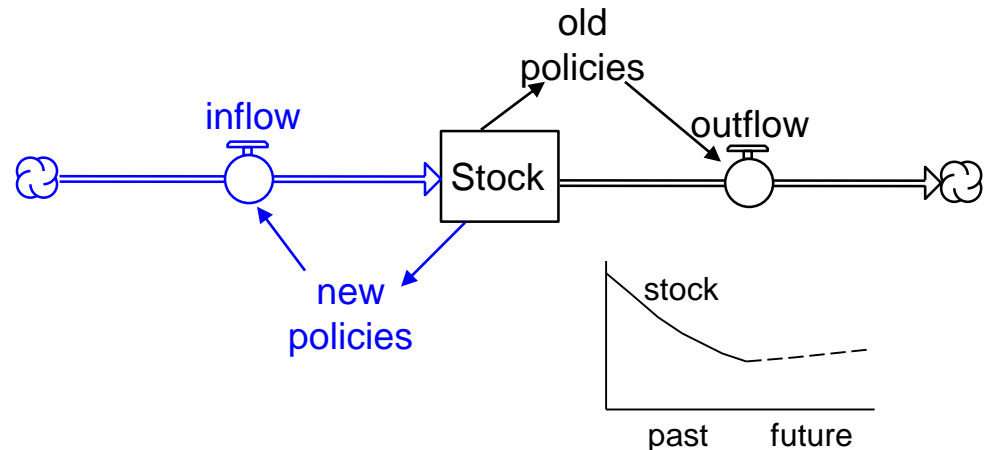 old
policies
inflow
outflow
Stock
new
policies
stock
past
future